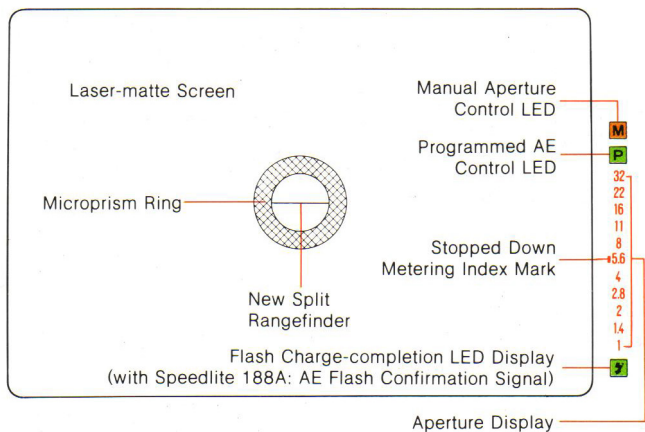 Laser-matte Screen
Manual Aperture
Control LED
M
Programmed AE
Control LED
P
Microprism Ring
32
22
16
11
8
5.6
4
2.8
2
1.4
1
Stopped Down
Metering Index Mark
New Split
Rangefinder
Flash Charge-completion LED Display
(with Speedlite 188A: AE Flash Confirmation Signal)
Aperture Display